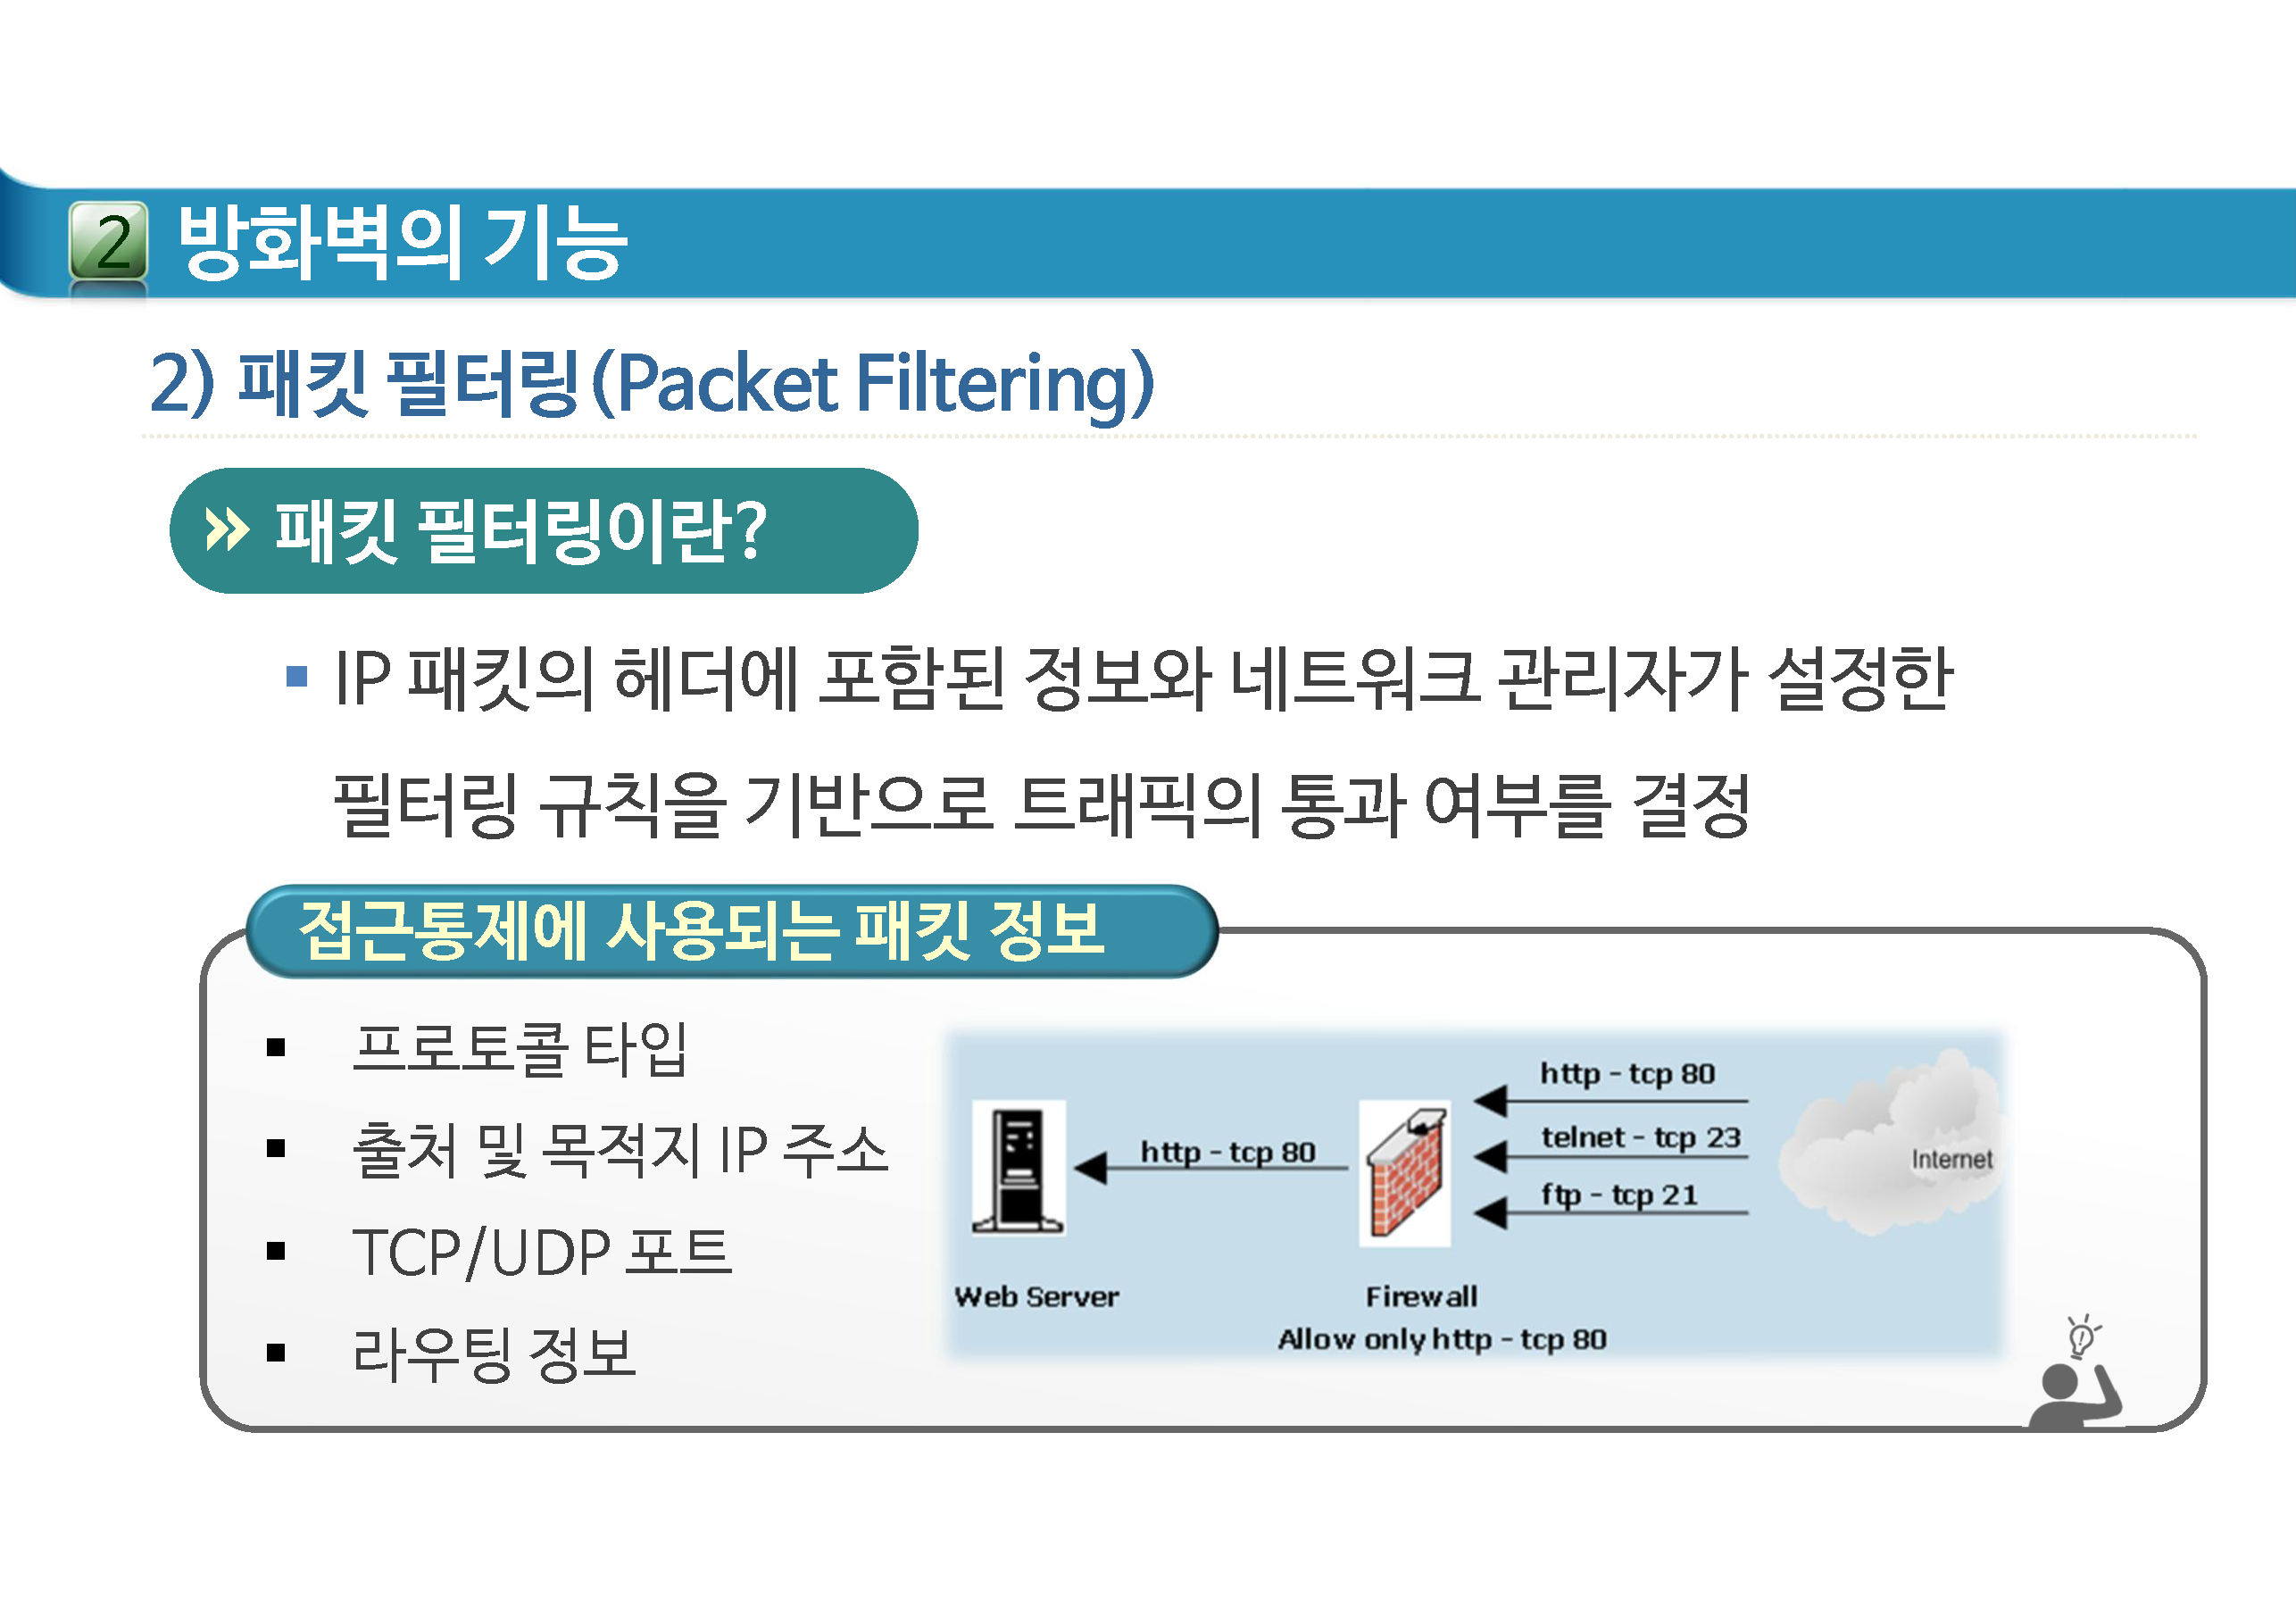 2 방화벽의 기능
2) 패킷 필터링(Packet Filtering)
» 패킷 필터링이란?
▪ IP 패킷의 헤더에 포함된 정보와 네트워크 관리자가 설정한
필터링 규칙을 기반으로 트래픽의 통과 여부를 결정
접근통제에 사용되는 패킷 정보
▪ 프로토콜 타입
▪ 출처 및 목적지 IP 주소
▪ TCP/UDP 포트
▪ 라우팅 정보
http - tcp 80
telnet - tcp 23
ftp - tcp 21
Internet
http - tcp 80
Web Server
Firewall
Allow only http - tcp 80